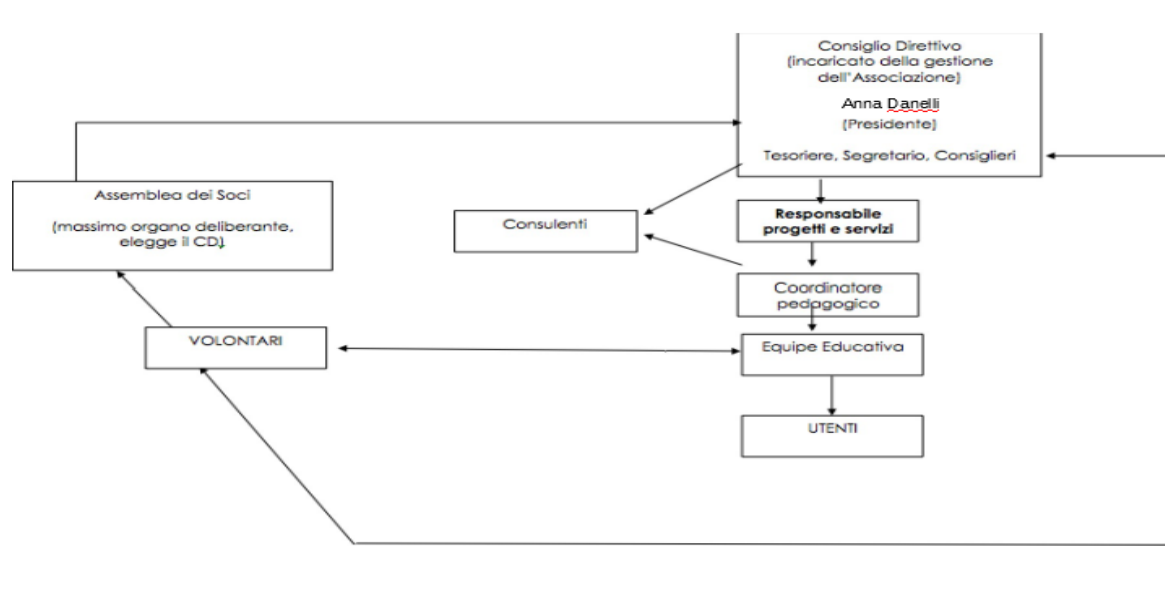 Consiglio Direttivo
(incaricato della gestione
dell'Associazione)
Anna Danelli
(Presidente)
Tesoriere, Segretario, Consiglieri
Assemblea dei Soci
(massimo organo deliberante,
elegge il CD).
Consulenti
Responsabile
progetti e servizi
Coordinatore
pedagogico
VOLONTARI
Equipe Educativa
UTENTI